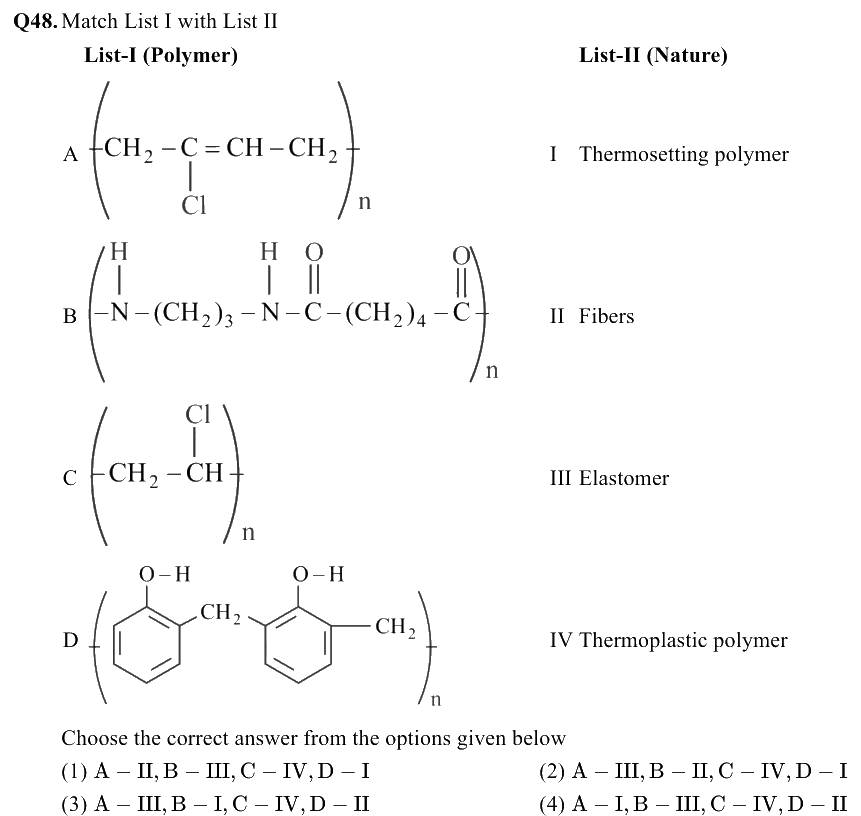 Q48. Match List I with List II
List-I (Polymer) List-II (Nature)
A (CH₂ – C = CH – CH₂)n I Thermosetting polymer
Cl
H H O O
B (–N – (CH₂)₃ – N – C – (CH₂)₄ – C)n II Fibers
Cl
C (CH₂ – CH)n III Elastomer
O–H O–H
D (CH₂ CH₂)n IV Thermoplastic polymer
Choose the correct answer from the options given below
(1) A – II, B – III, C – IV, D – I (2) A – III, B – II, C – IV, D – I
(3) A – III, B – I, C – IV, D – II (4) A – I, B – III, C – IV, D – II